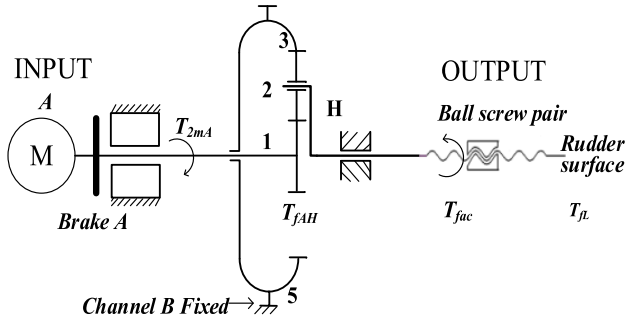 INPUT
A
M
Brake A
T2mA
3
2
1
H
TfAH
5
Channel B Fixed
OUTPUT
Ball screw pair
Rudder
surface
Tfac
TfL